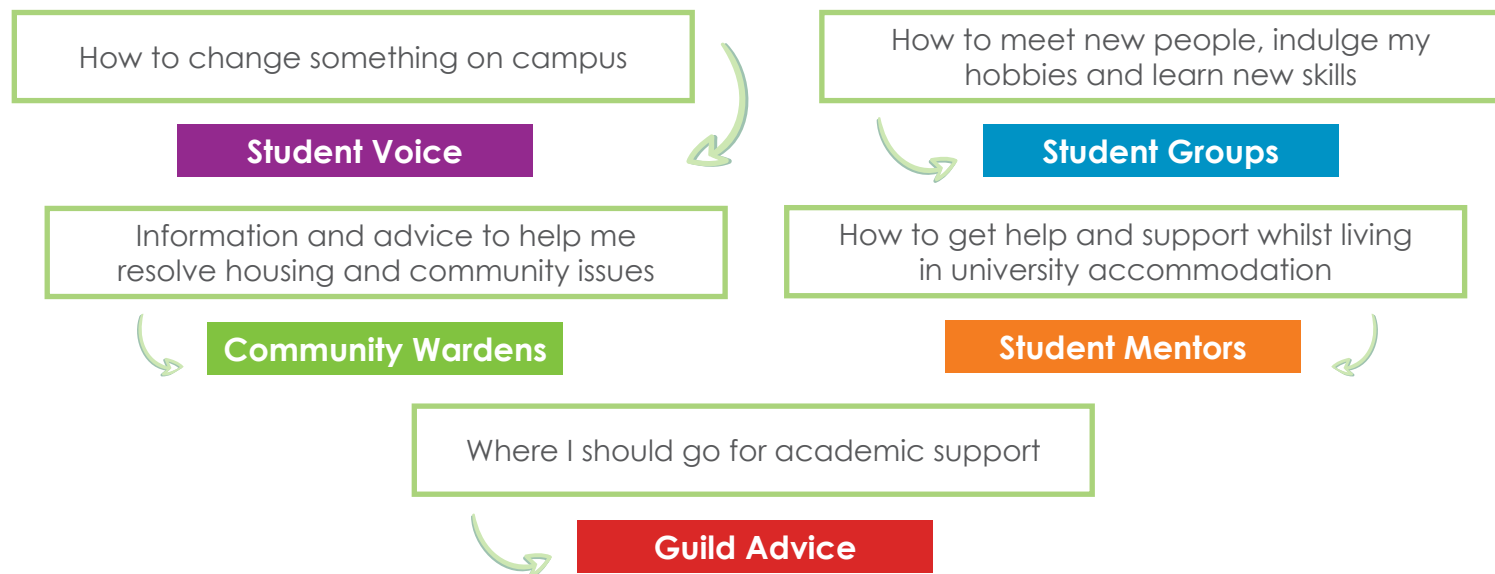 How to change something on campus
Student Voice
How to meet new people, indulge my
hobbies and learn new skills
Student Groups
Information and advice to help me
resolve housing and community issues
Community Wardens
How to get help and support whilst living
in university accommodation
Student Mentors
Where I should go for academic support
Guild Advice